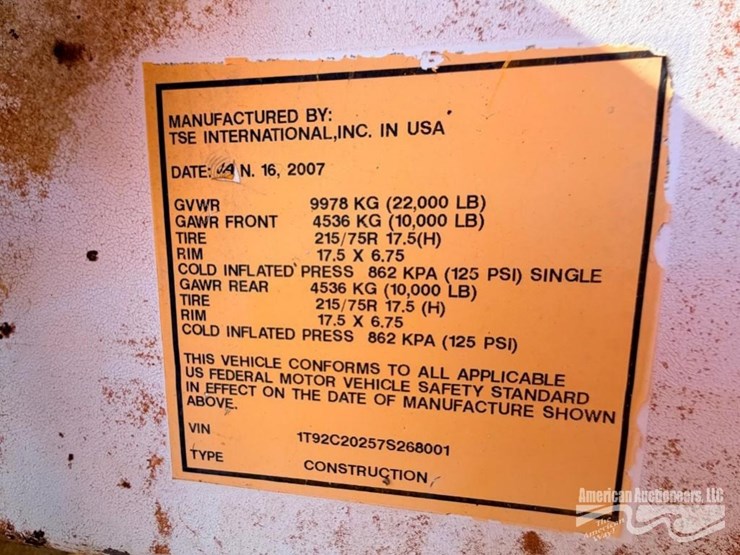 MANUFACTURED BY:
TSE INTERNATIONAL,INC. IN USA
DATE: JAN. 16, 2007
GVWR 9978 KG (22,000 LB)
GAWR FRONT 4536 KG (10,000 LB)
TIRE 215/75R 17.5(H)
RIM 17.5 X 6.75
COLD INFLATED PRESS 862 KPA (125 PSI) SINGLE
GAWR REAR 4536 KG (10,000 LB)
TIRE 215/75R 17.5 (H)
RIM 17.5 X 6.75
COLD INFLATED PRESS 862 KPA (125 PSI)
THIS VEHICLE CONFORMS TO ALL APPLICABLE
US FEDERAL MOTOR VEHICLE SAFETY STANDARD
IN EFFECT ON THE DATE OF MANUFACTURE SHOWN
ABOVE.
VIN 1T92C20257S268001
TYPE CONSTRUCTION
American Auctioneers, LLC
The
American
Way!